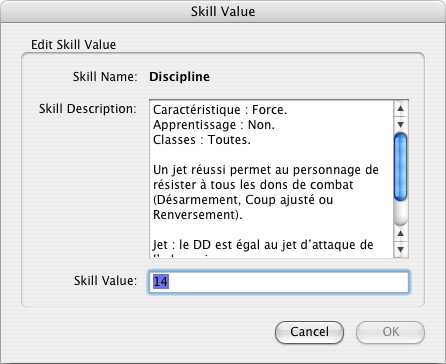 Skill Value
Edit Skill Value
Skill Name: Discipline
Skill Description:
Caractéristique : Force.
Apprentissage : Non.
Classes : Toutes.
Un jet réussi permet au personnage de
résister à tous les dons de combat
(Désarmement, Coup ajusté ou
Renversement).
Jet : le DD est égal au jet d'attaque de
Skill Value: 14
Cancel
OK